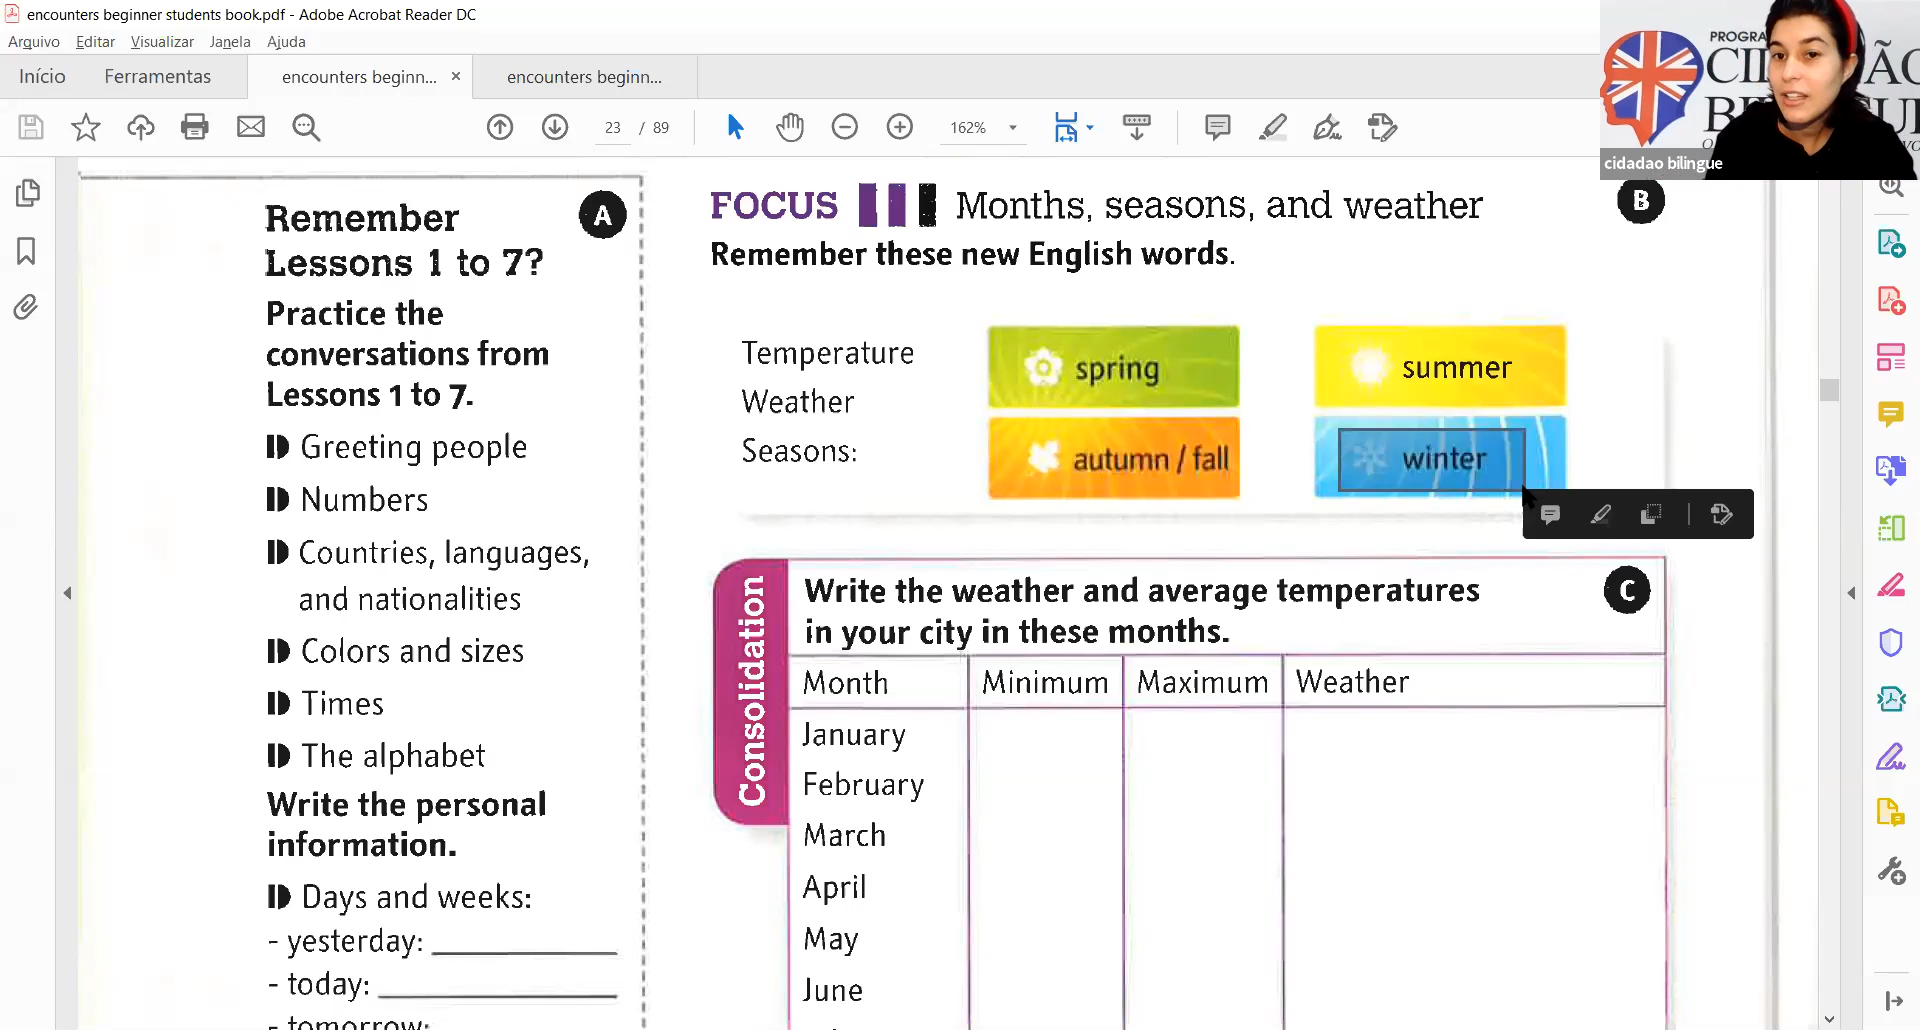 encounters beginner students book.pdf - Adobe Acrobat Reader DC
Arquivo Editar Visualizar Janela Ajuda
Início Ferramentas encounters beginn... × encounters beginn...
23 / 89 162%
cidadao bilingue
Remember
Lessons 1 to 7?
A
Practice the
conversations from
Lessons 1 to 7.
Greeting people
Numbers
Countries, languages,
and nationalities
Colors and sizes
Times
The alphabet
Write the personal
information.
Days and weeks:
- yesterday:
- today:
- tomorrow:
FOCUS Months, seasons, and weather
B
Remember these new English words.
Temperature
Weather
Seasons:
spring
summer
autumn / fall
winter
Consolidation
Write the weather and average temperatures
in your city in these months.
C
Month Minimum Maximum Weather
January
February
March
April
May
June